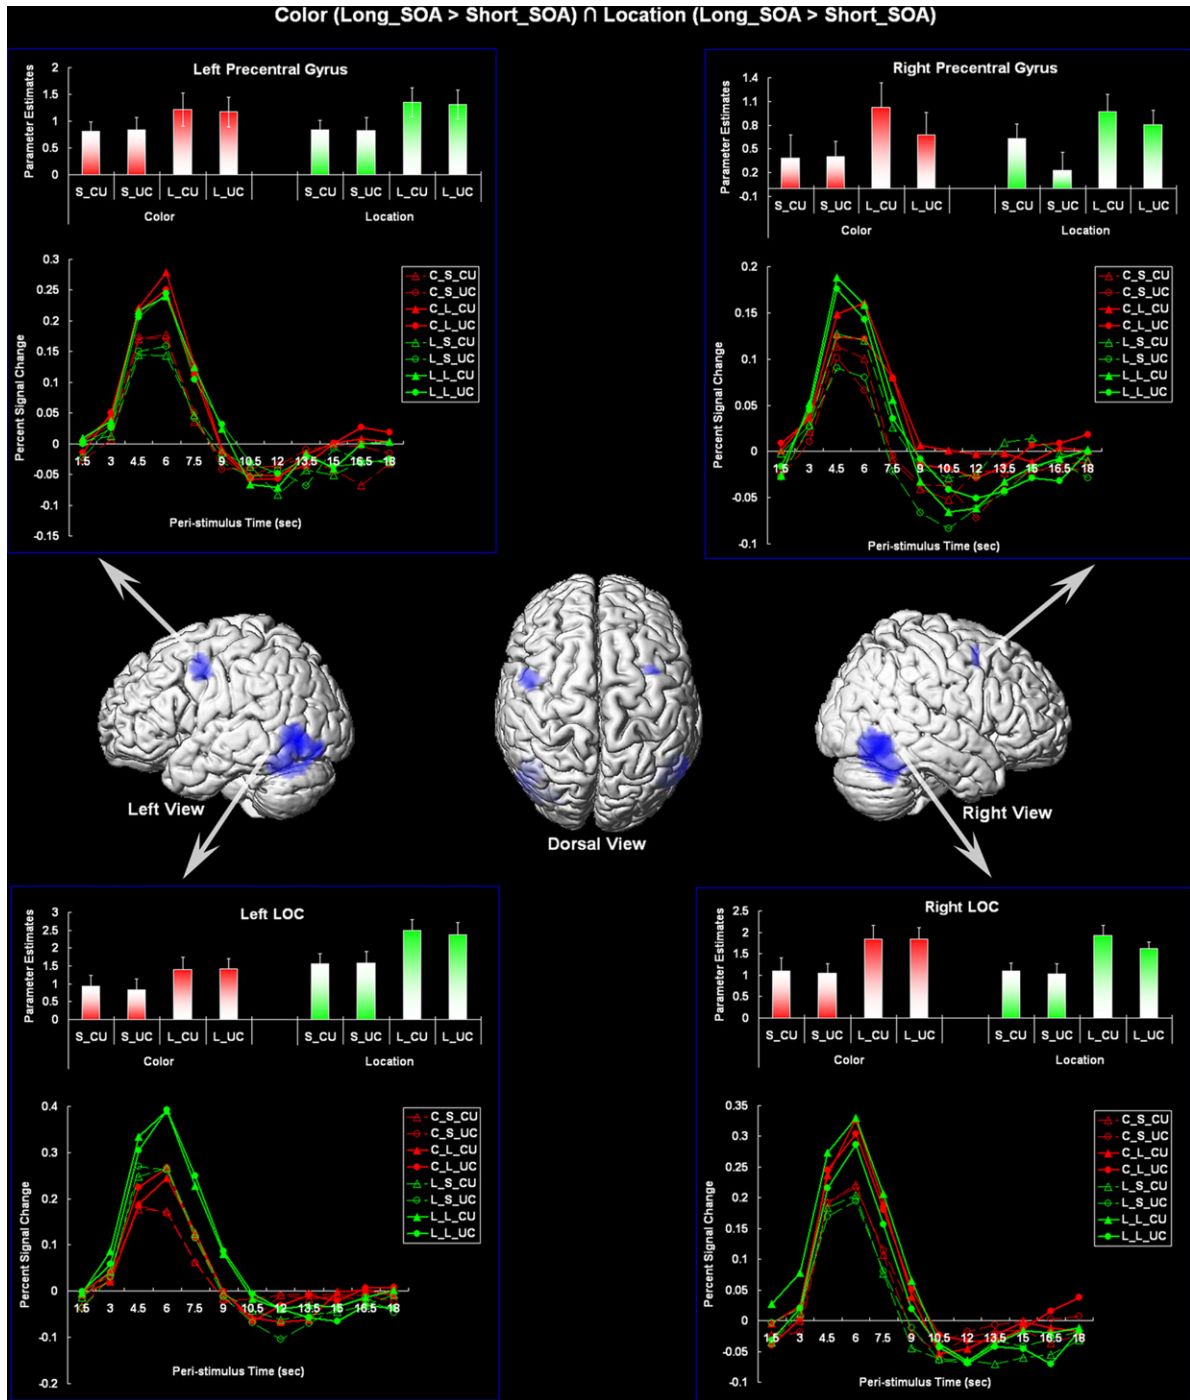 Color (Long_SOA > Short_SOA) ∩ Location (Long_SOA > Short_SOA)
Left Precentral Gyrus
Parameter Estimates
2
1.5
1
0.5
0
S_CU S_UC L_CU L_UC S_CU S_UC L_CU L_UC
Color Location
Percent Signal Change
0.3
0.25
0.2
0.15
0.1
0.05
0
-0.05
-0.1
-0.15
1.5 3 4.5 6 7.5 9 10.5 12 13.5 15 16.5 18
Peri-stimulus Time (sec)
C_S_CU
C_S_UC
C_L_CU
C_L_UC
L_S_CU
L_S_UC
L_L_CU
L_L_UC
Right Precentral Gyrus
Parameter Estimates
1.4
1.1
0.8
0.5
0.2
-0.1
S_CU S_UC L_CU L_UC S_CU S_UC L_CU L_UC
Color Location
Percent Signal Change
0.2
0.15
0.1
0.05
0
-0.05
-0.1
1.5 3 4.5 6 7.5 9 10.5 12 13.5 15 16.5 18
Peri-stimulus Time (sec)
C_S_CU
C_S_UC
C_L_CU
C_L_UC
L_S_CU
L_S_UC
L_L_CU
L_L_UC
Left View
Dorsal View
Right View
Left LOC
Parameter Estimates
3
2.5
2
1.5
1
0.5
0
S_CU S_UC L_CU L_UC S_CU S_UC L_CU L_UC
Color Location
Percent Signal Change
0.4
0.3
0.2
0.1
0
-0.1
-0.2
1.5 3 4.5 6 7.5 9 10.5 12 13.5 15 16.5 18
Peri-stimulus Time (sec)
C_S_CU
C_S_UC
C_L_CU
C_L_UC
L_S_CU
L_S_UC
L_L_CU
L_L_UC
Right LOC
Parameter Estimates
2.5
2
1.5
1
0.5
0
S_CU S_UC L_CU L_UC S_CU S_UC L_CU L_UC
Color Location
Percent Signal Change
0.35
0.3
0.25
0.2
0.15
0.1
0.05
0
-0.05
-0.1
1.5 3 4.5 6 7.5 9 10.5 12 13.5 15 16.5 18
Peri-stimulus Time (sec)
C_S_CU
C_S_UC
C_L_CU
C_L_UC
L_S_CU
L_S_UC
L_L_CU
L_L_UC